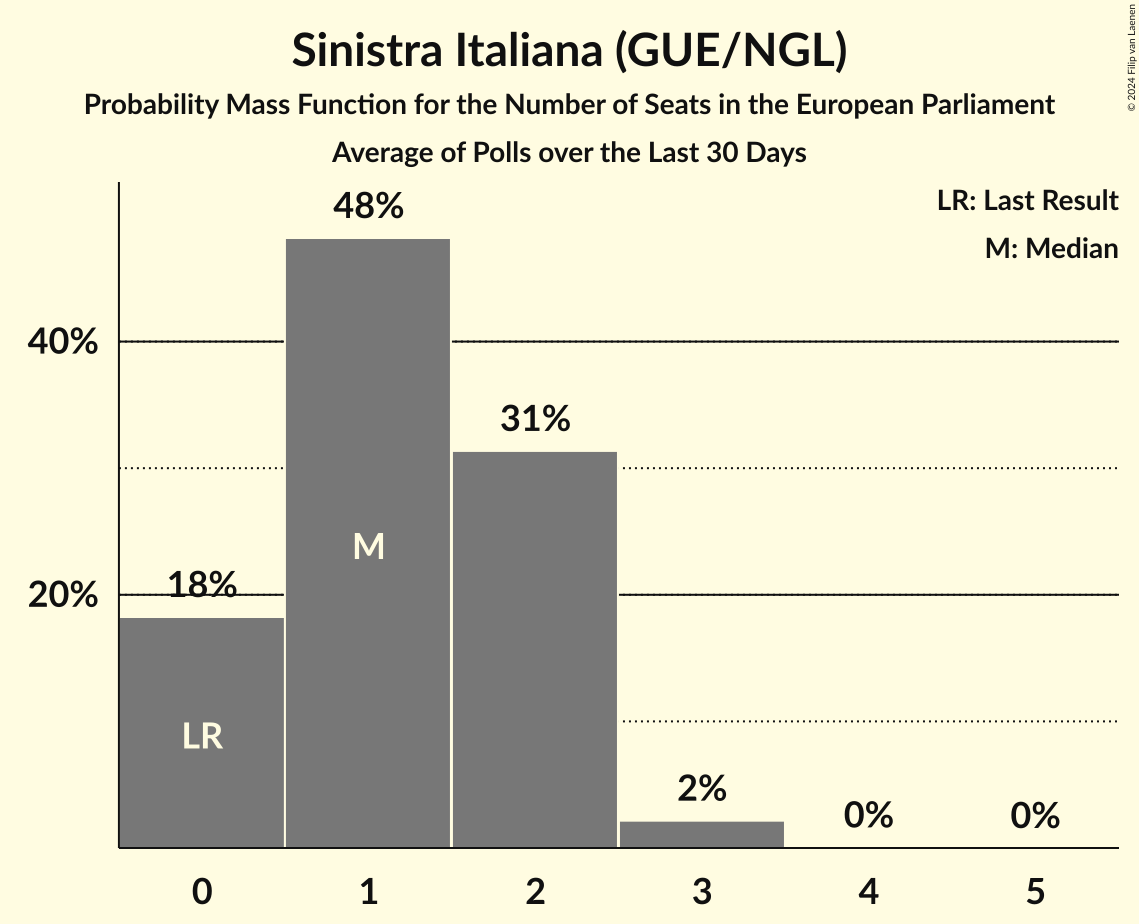 Sinistra Italiana (GUE/NGL)
Probability Mass Function for the Number of Seats in the European Parliament
Average of Polls over the Last 30 Days
© 2024 Filip van Laenen
LR: Last Result
M: Median
48%
40%
31%
M
20%
18%
LR
2%
0%
0%
0 1 2 3 4 5